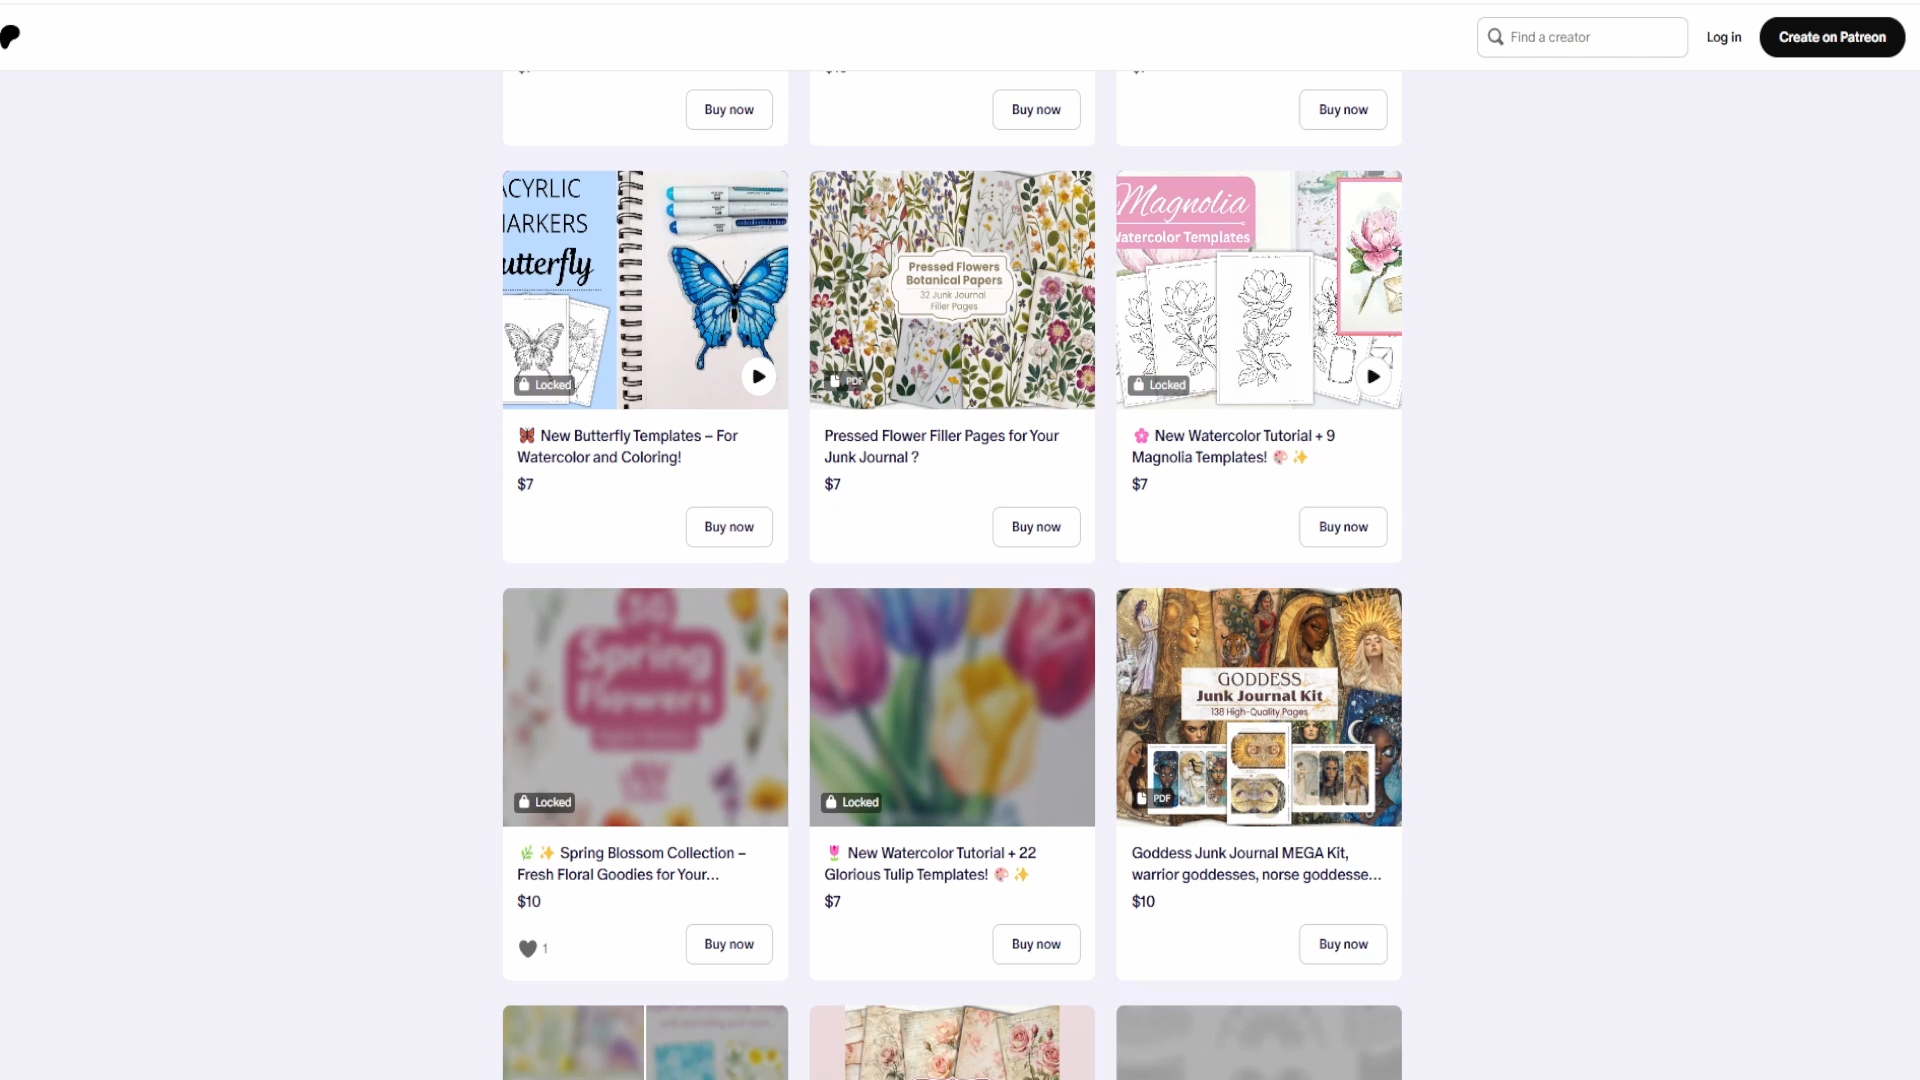 Find a creator
Log in
Create on Patreon
Buy now
Buy now
Buy now
ACYRLIC
MARKERS
utterfly
Locked
Pressed Flowers
Botanical Papers
32 Junk Journal
Filler Pages
PDF
Magnolia
Watercolor Templates
Locked
🦋 New Butterfly Templates – For
Watercolor and Coloring!
$7
Buy now
Pressed Flower Filler Pages for Your
Junk Journal ?
$7
Buy now
🌸 New Watercolor Tutorial + 9
Magnolia Templates! 🎨 ✨
$7
Buy now
Spring
Flowers
Locked
Locked
GODDESS
Junk Journal Kit
138 High-Quality Pages
PDF
🌿 ✨ Spring Blossom Collection –
Fresh Floral Goodies for Your...
$10
1
Buy now
🌷 New Watercolor Tutorial + 22
Glorious Tulip Templates! 🎨 ✨
$7
Buy now
Goddess Junk Journal MEGA Kit,
warrior goddesses, norse goddesse...
$10
Buy now